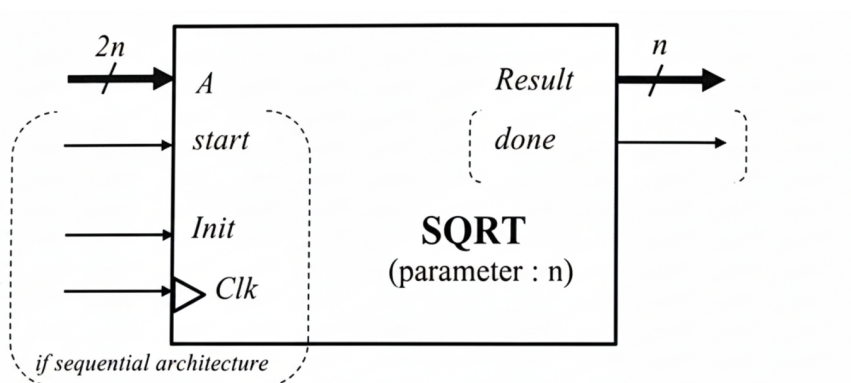 2n
n
A
Result
start
done
Init
SQRT
(parameter : n)
Clk
if sequential architecture